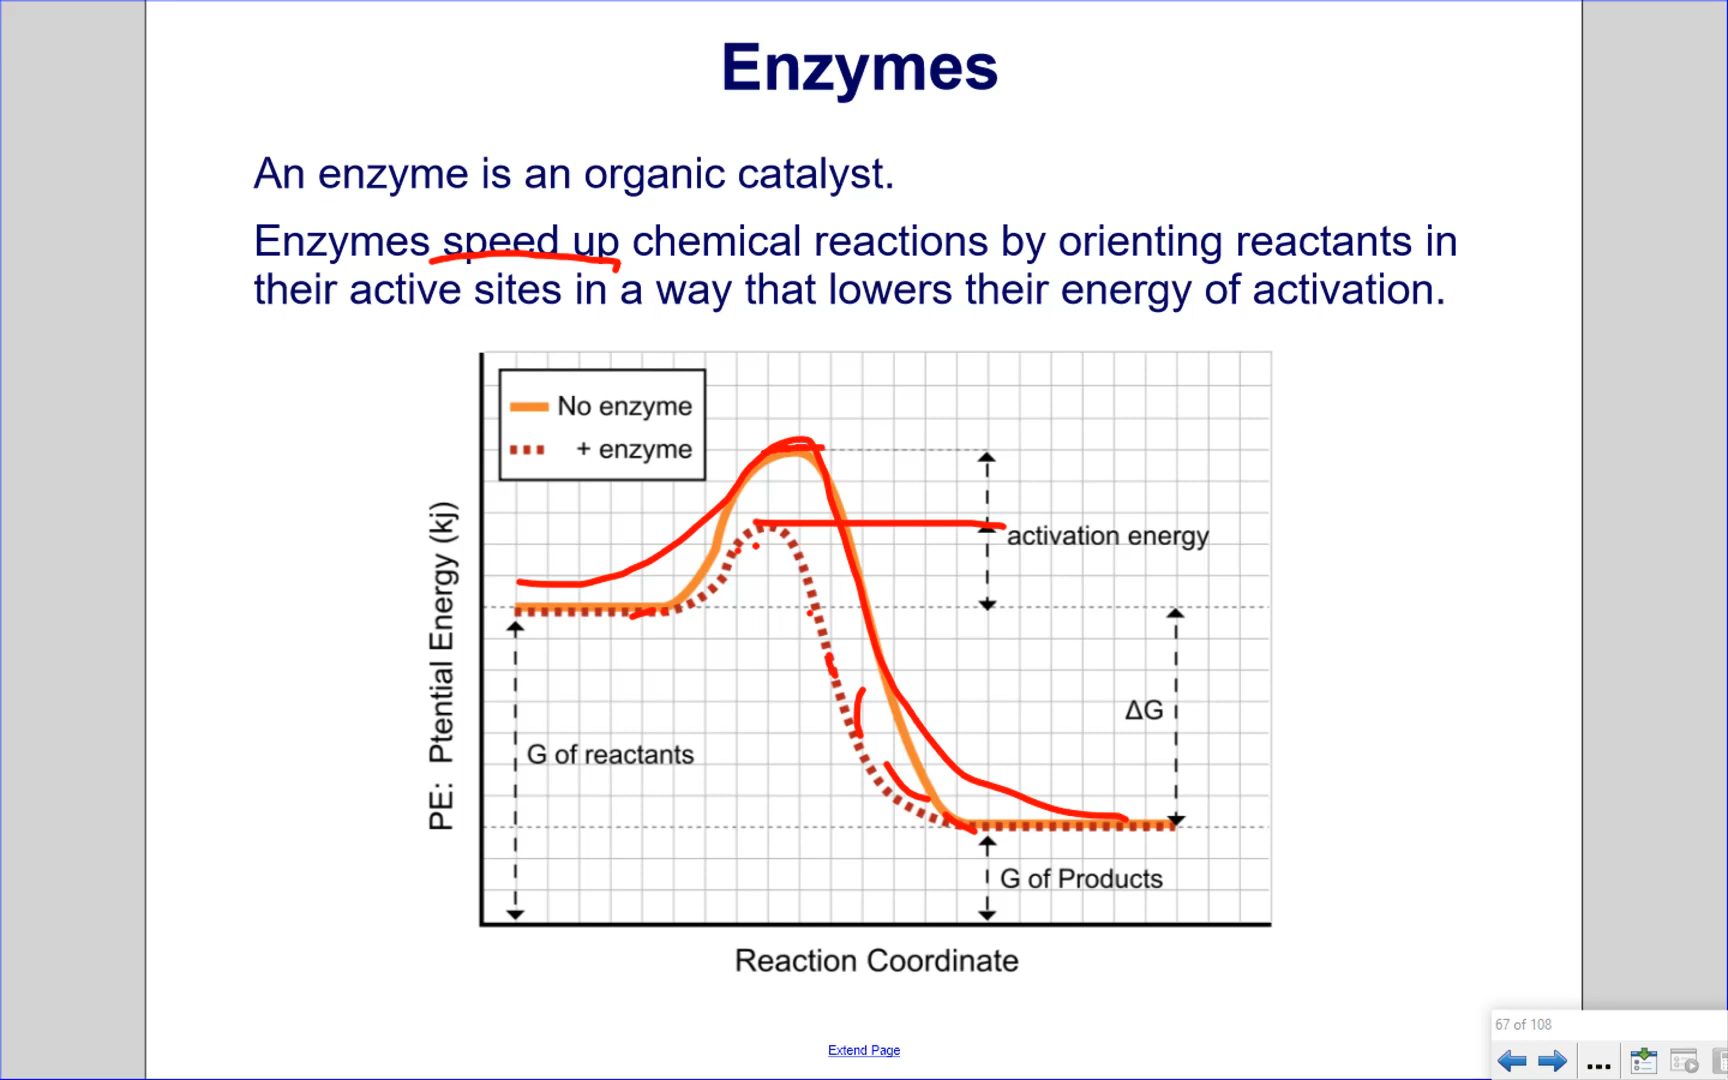 Enzymes
An enzyme is an organic catalyst.
Enzymes speed up chemical reactions by orienting reactants in
their active sites in a way that lowers their energy of activation.
No enzyme
+ enzyme
PE: Ptential Energy (kj)
activation energy
ΔG
G of reactants
G of Products
Reaction Coordinate
Extend Page
67 of 108